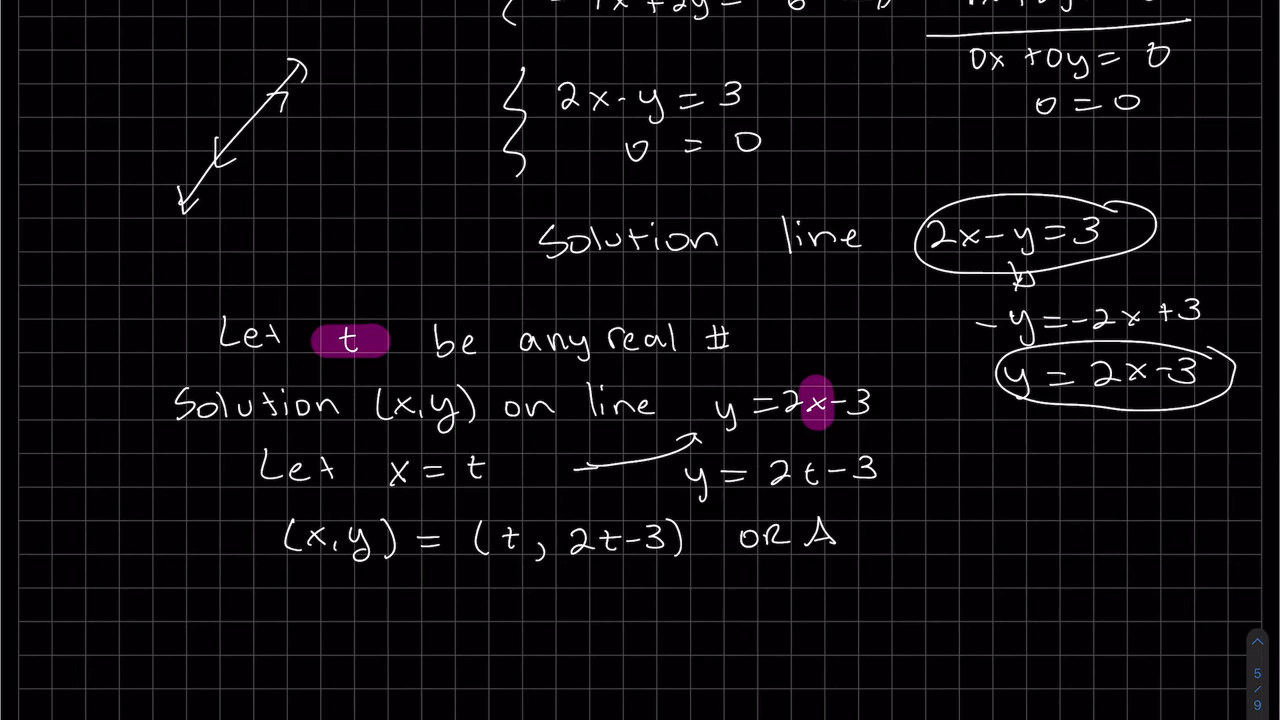 0x + 0y = 0
2x - y = 3
0 = 0
0 = 0
Solution line 2x - y = 3
- y = -2x + 3
Let t be any real #
y = 2x - 3
Solution (x,y) on line y = 2x - 3
Let x = t y = 2t - 3
(x,y) = (t, 2t - 3) OR A
5
9